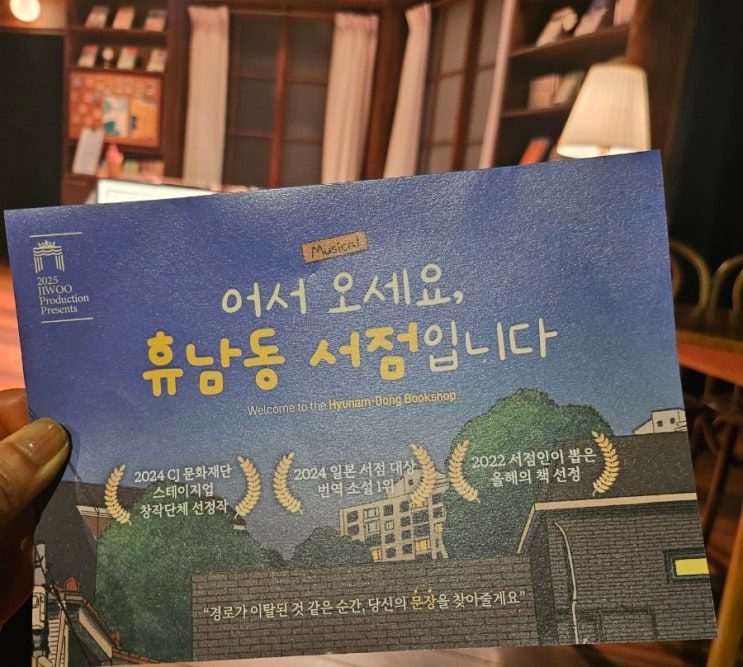 2025
JIWOO
Production
Presents
Musical
어서 오세요,
휴남동 서점입니다
Welcome to the Hyunam-Dong Bookshop
2024 CJ 문화재단
스테이지업
창작단체 선정작
2024 일본 서점 대상
번역 소설 1위
2022 서점인이 뽑은
올해의 책 선정
“경로가 이탈된 것 같은 순간, 당신의 문장을 찾아줄게요”